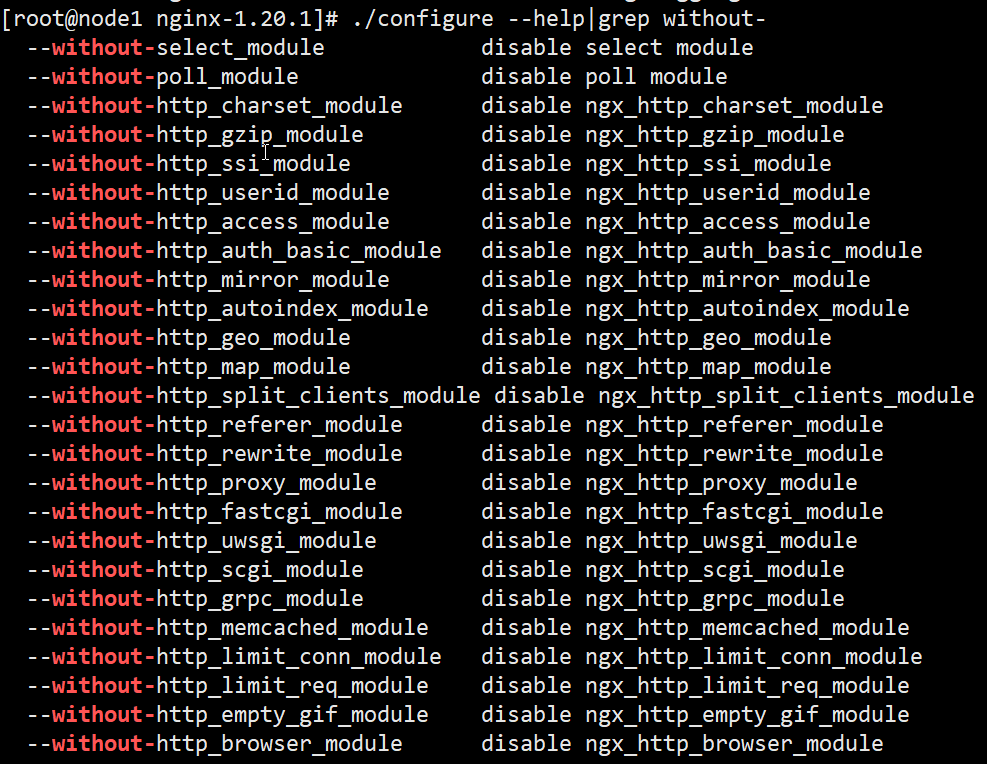 [root@node1 nginx-1.20.1]# ./configure --help|grep without-
--without-select_module disable select module
--without-poll_module disable poll module
--without-http_charset_module disable ngx_http_charset_module
--without-http_gzip_module disable ngx_http_gzip_module
--without-http_ssi_module disable ngx_http_ssi_module
--without-http_userid_module disable ngx_http_userid_module
--without-http_access_module disable ngx_http_access_module
--without-http_auth_basic_module disable ngx_http_auth_basic_module
--without-http_mirror_module disable ngx_http_mirror_module
--without-http_autoindex_module disable ngx_http_autoindex_module
--without-http_geo_module disable ngx_http_geo_module
--without-http_map_module disable ngx_http_map_module
--without-http_split_clients_module disable ngx_http_split_clients_module
--without-http_referer_module disable ngx_http_referer_module
--without-http_rewrite_module disable ngx_http_rewrite_module
--without-http_proxy_module disable ngx_http_proxy_module
--without-http_fastcgi_module disable ngx_http_fastcgi_module
--without-http_uwsgi_module disable ngx_http_uwsgi_module
--without-http_scgi_module disable ngx_http_scgi_module
--without-http_grpc_module disable ngx_http_grpc_module
--without-http_memcached_module disable ngx_http_memcached_module
--without-http_limit_conn_module disable ngx_http_limit_conn_module
--without-http_limit_req_module disable ngx_http_limit_req_module
--without-http_empty_gif_module disable ngx_http_empty_gif_module
--without-http_browser_module disable ngx_http_browser_module